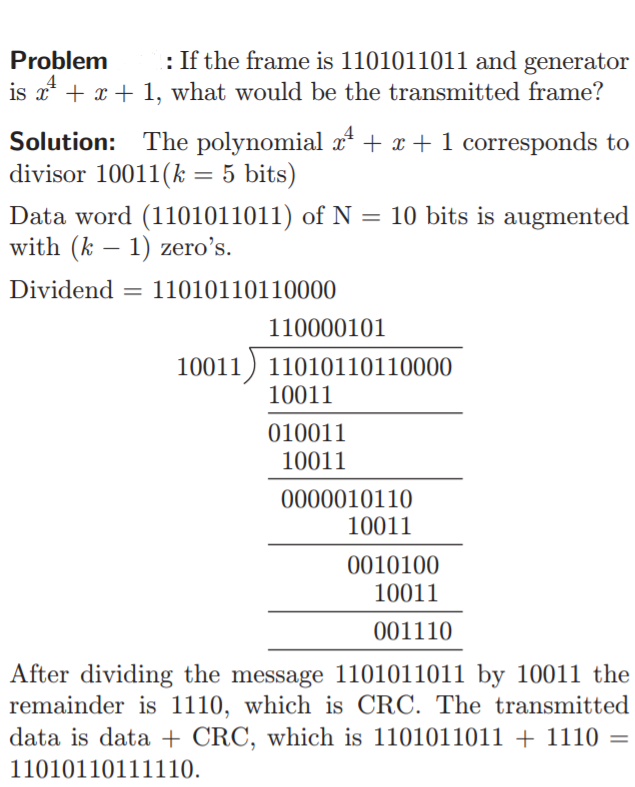 Problem : If the frame is 1101011011 and generator
is x⁴ + x + 1, what would be the transmitted frame?
Solution: The polynomial x⁴ + x + 1 corresponds to
divisor 10011(k = 5 bits)
Data word (1101011011) of N = 10 bits is augmented
with (k − 1) zero's.
Dividend = 11010110110000
110000101
10011 ) 11010110110000
10011
010011
10011
0000010110
10011
0010100
10011
001110
After dividing the message 1101011011 by 10011 the
remainder is 1110, which is CRC. The transmitted
data is data + CRC, which is 1101011011 + 1110 =
11010110111110.